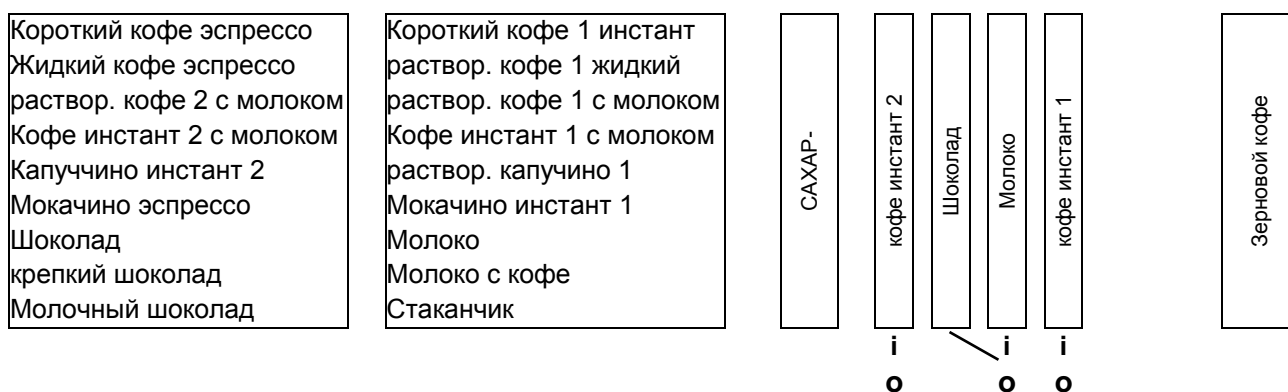 Короткий кофе эспрессо
Жидкий кофе эспрессо
раствор. кофе 2 с молоком
Кофе инстант 2 с молоком
Капуччино инстант 2
Мокачино эспрессо
Шоколад
крепкий шоколад
Молочный шоколад
Короткий кофе 1 инстант
раствор. кофе 1 жидкий
раствор. кофе 1 с молоком
Кофе инстант 1 с молоком
раствор. капучино 1
Мокачино инстант 1
Молоко
Молоко с кофе
Стаканчик
САХАР-
кофе инстант 2
Шоколад
Молоко
кофе инстант 1
Зерновой кофе
i i i
o o o